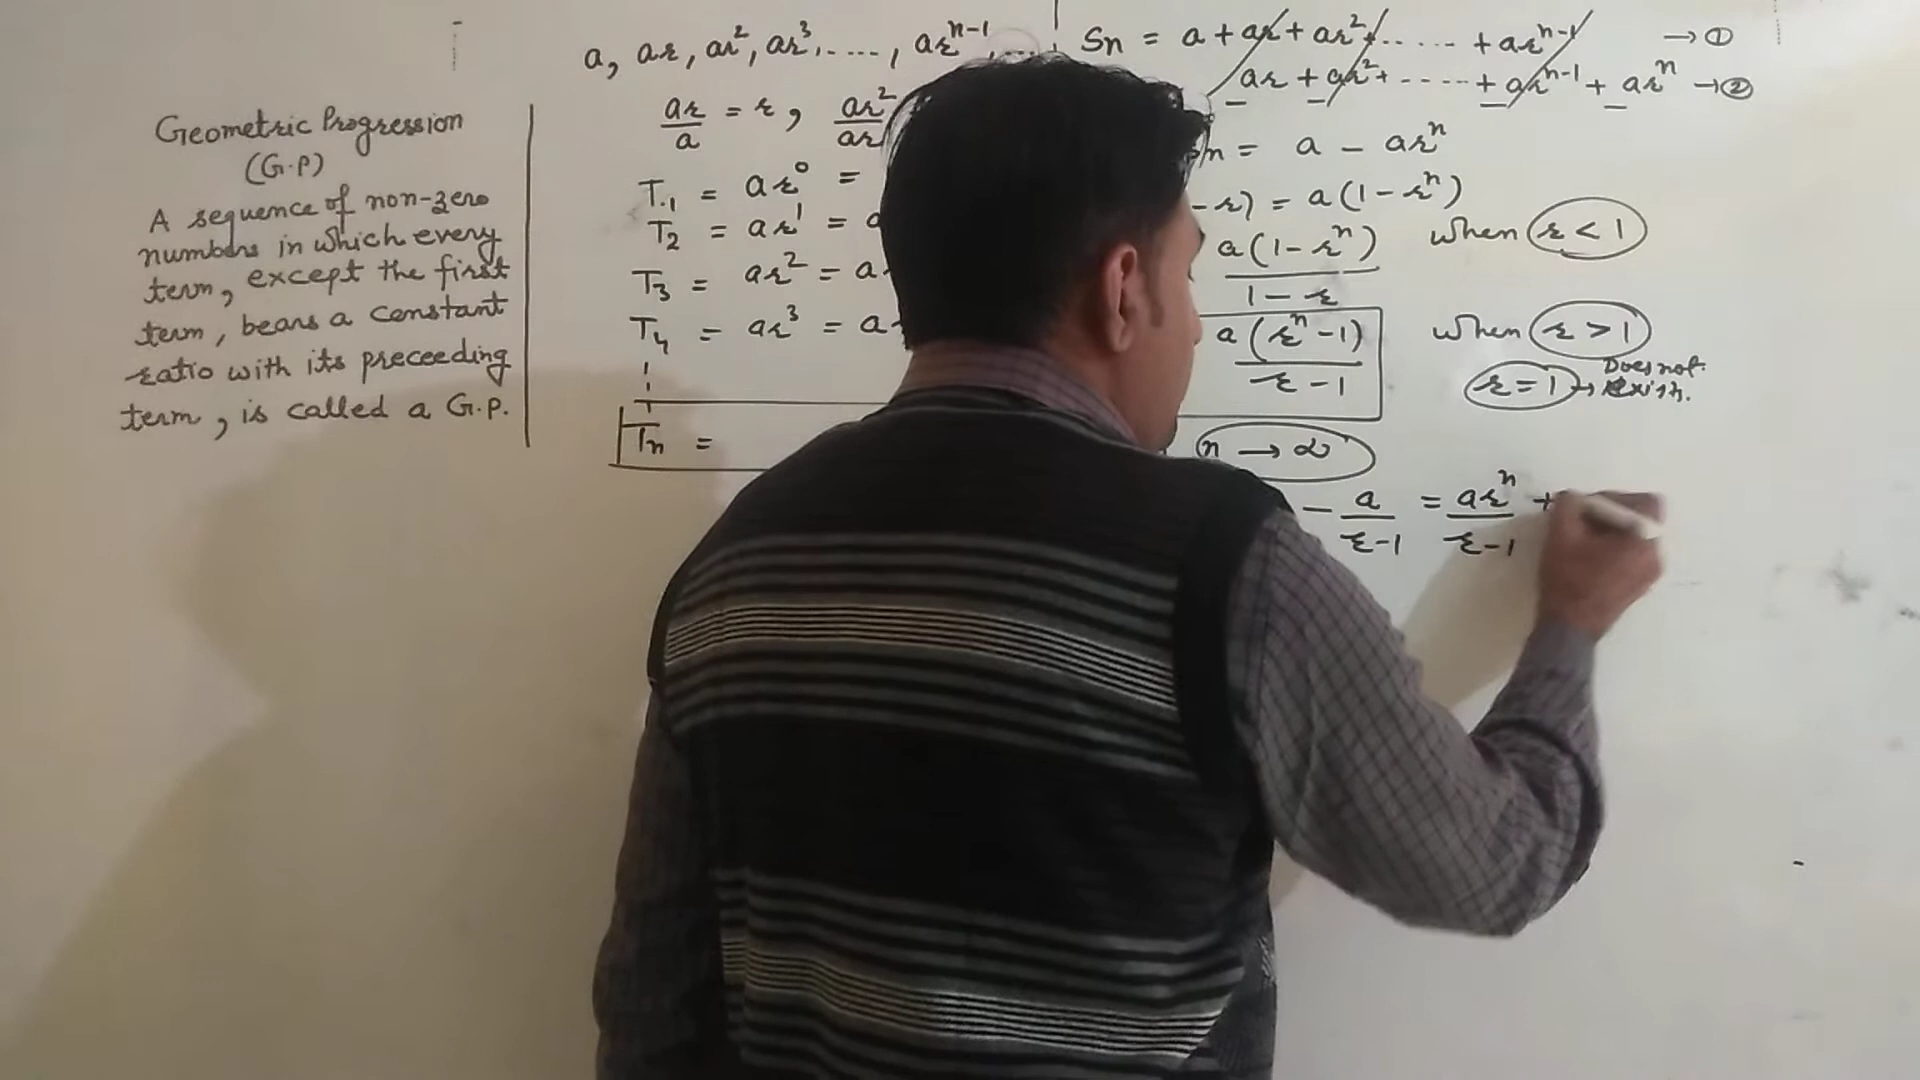 Geometric Progression
(G.P)
A sequence of non-zero
numbers in which every
term, except the first
term, bears a constant
ratio with its preceeding
term, is called a G.P.
a, ar, ar², ar³, ...., arⁿ⁻¹, ....
ar/a = r, ar²/ar
T₁ = ar⁰ =
T₂ = ar¹ = a
T₃ = ar² = a
T₄ = ar³ = a
Tn =
Sn = a + ar + ar² + ...... + arⁿ⁻¹ → ①
ar + ar² + ..... + arⁿ⁻¹ + arⁿ → ②
n = a - arⁿ
-r) = a(1 - rⁿ)
a(1 - rⁿ)/1 - r when r < 1
a(rⁿ - 1)/r - 1 when r > 1
r = 1 → Does not exist.
n → ∞
- a/r-1 = arⁿ/r-1 +